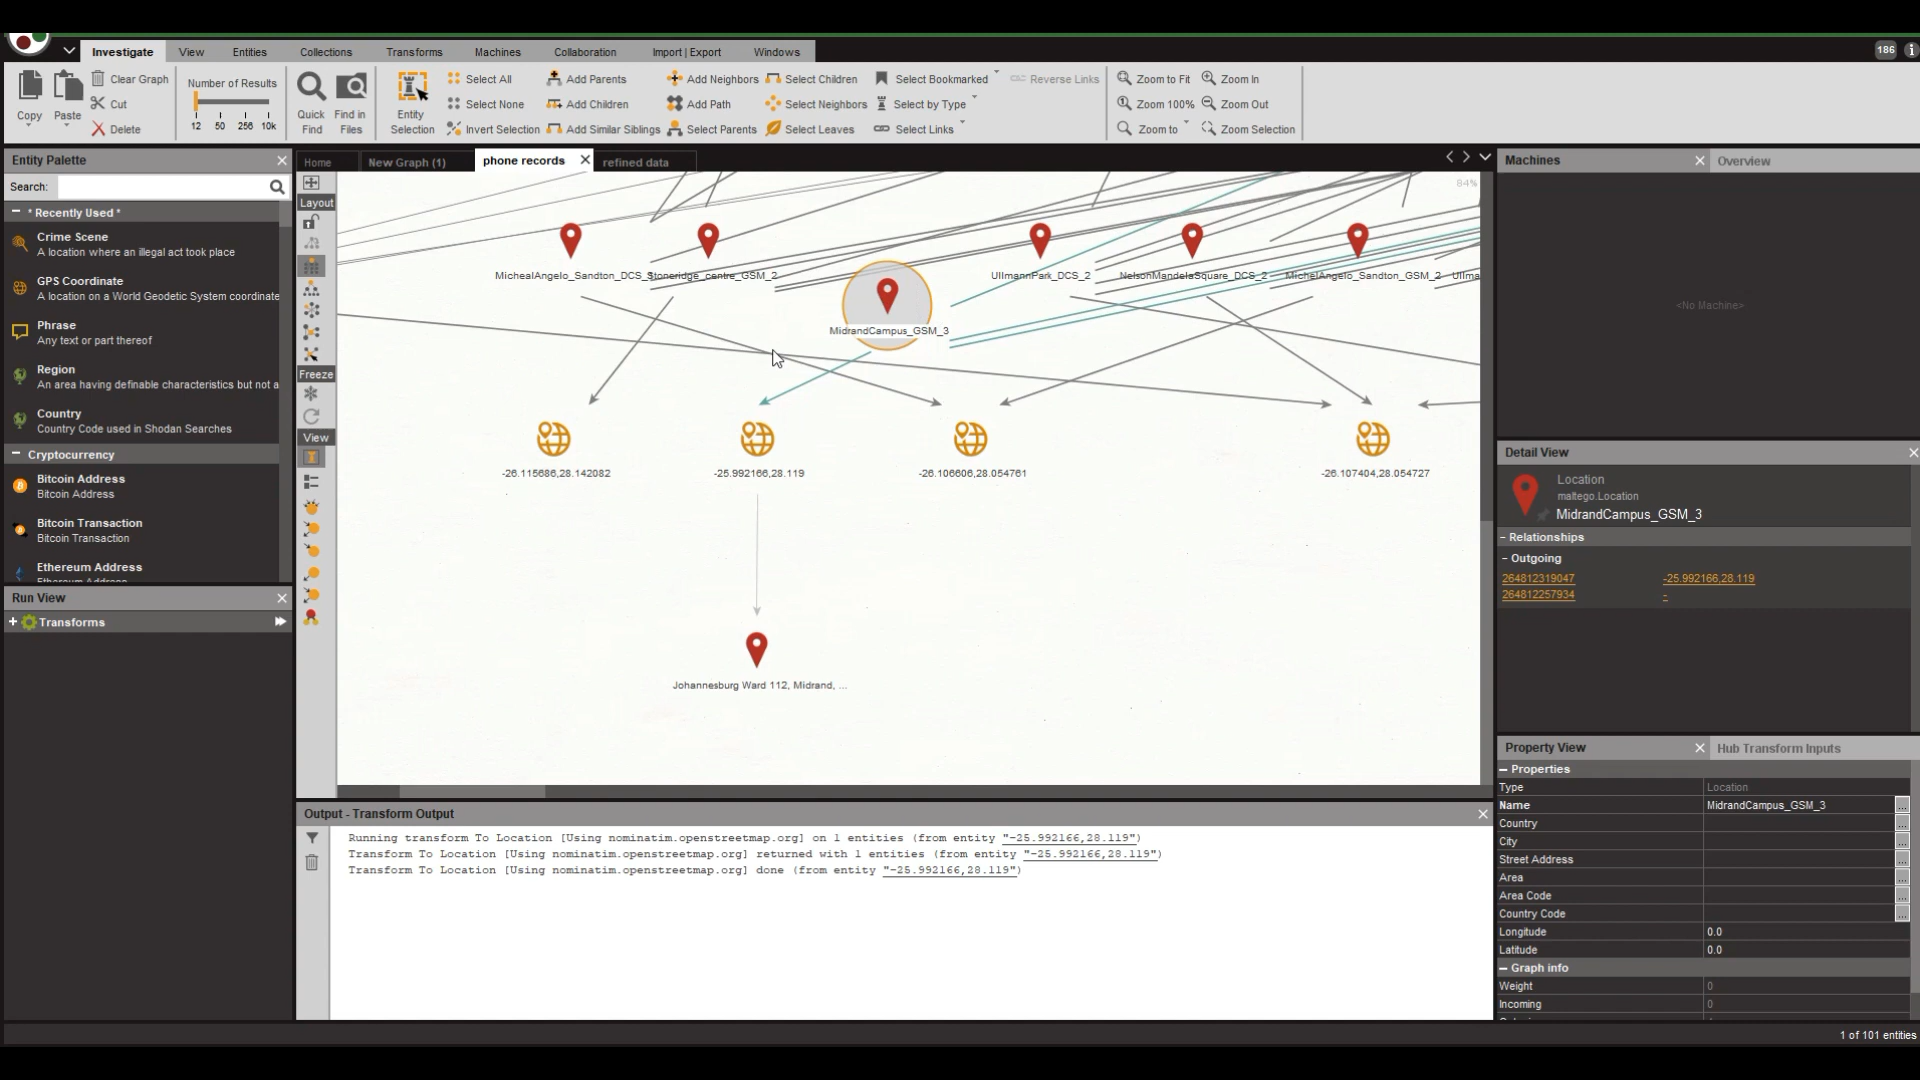 Investigate View Entities Collections Transforms Machines Collaboration Import | Export Windows
186
Copy
Paste
Clear Graph
Cut
Delete
Number of Results
12 50 256 10k
Quick Find
Find in Files
Entity Selection
Select All
Select None
Invert Selection
Add Parents
Add Children
Add Similar Siblings
Add Neighbors
Add Path
Select Parents
Select Children
Select Neighbors
Select Leaves
Select Bookmarked
Select by Type
Select Links
Reverse Links
Zoom to Fit
Zoom 100%
Zoom to
Zoom In
Zoom Out
Zoom Selection
Entity Palette
Search:
* Recently Used *
Crime Scene
A location where an illegal act took place
GPS Coordinate
A location on a World Geodetic System coordinate
Phrase
Any text or part thereof
Region
An area having definable characteristics but not a
Country
Country Code used in Shodan Searches
Cryptocurrency
Bitcoin Address
Bitcoin Address
Bitcoin Transaction
Bitcoin Transaction
Ethereum Address
Ethereum Address
Run View
Transforms
Home
New Graph (1)
phone records
refined data
Layout
Freeze
View
84%
MichealAngelo_Sandton_DCS_
Stoneridge_centre_GSM_2
UllmannPark_DCS_2
NelsonMandelaSquare_DCS_2
MichelAngelo_Sandton_GSM_2
Ullma
MidrandCampus_GSM_3
-26.115686,28.142082
-25.992166,28.119
-26.106606,28.054761
-26.107404,28.054727
Johannesburg Ward 112, Midrand, ...
Output - Transform Output
Running transform To Location [Using nominatim.openstreetmap.org] on 1 entities (from entity "-25.992166,28.119")
Transform To Location [Using nominatim.openstreetmap.org] returned with 1 entities (from entity "-25.992166,28.119")
Transform To Location [Using nominatim.openstreetmap.org] done (from entity "-25.992166,28.119")
Machines
Overview
<No Machine>
Detail View
Location
maltego.Location
MidrandCampus_GSM_3
- Relationships
- Outgoing
264812319047 -25.992166,28.119
264812257934 -
Property View
Hub Transform Inputs
Properties
Type Location
Name MidrandCampus_GSM_3
Country
City
Street Address
Area
Area Code
Country Code
Longitude 0.0
Latitude 0.0
Graph info
Weight 0
Incoming 0
1 of 101 entities